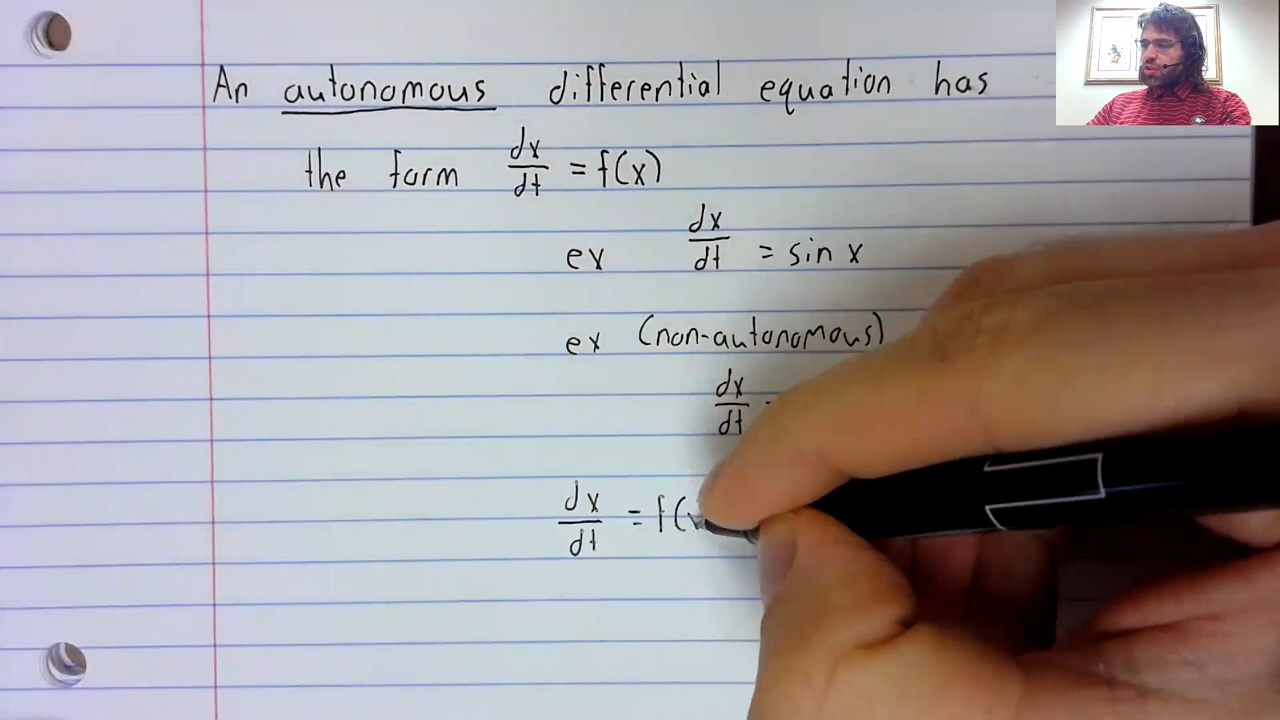 An autonomous differential equation has
the form dx/dt = f(x)
ex dx/dt = sin x
ex (non-autonomous)
dx/dt
dx/dt = f(